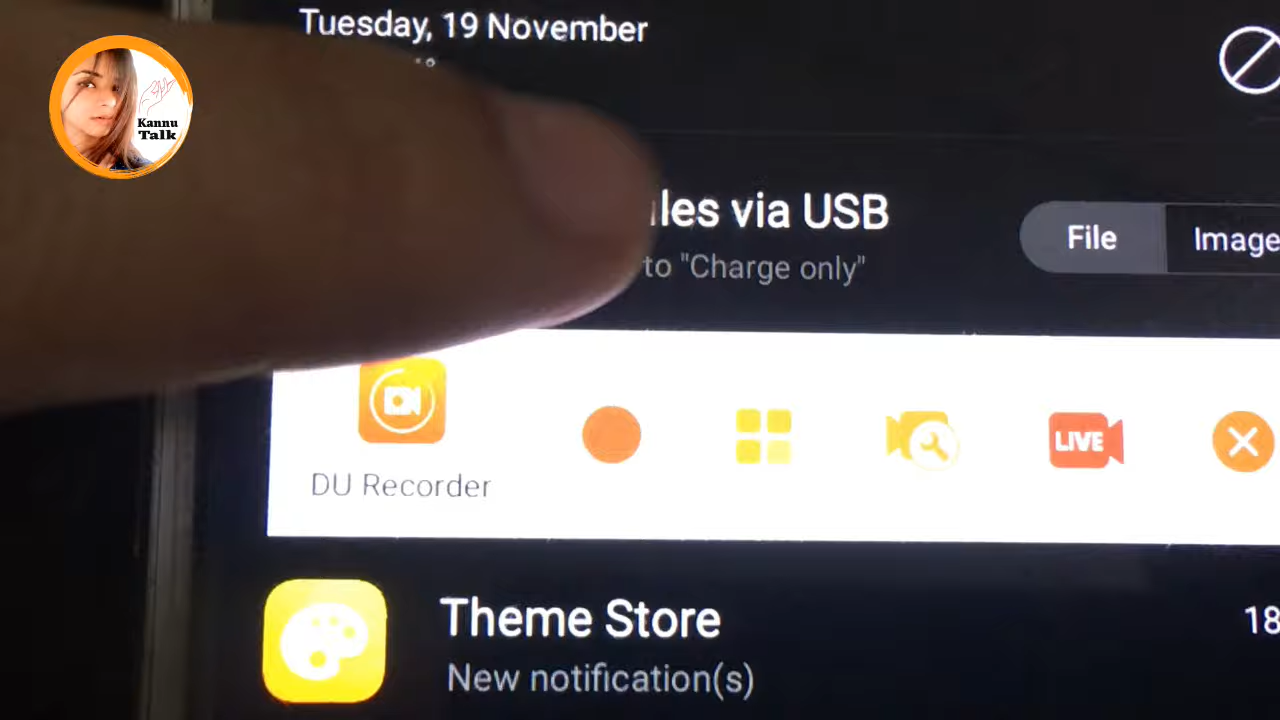 Tuesday, 19 November
Kannu
Talk
via USB
File
Image
to "Charge only"
LIVE
DU Recorder
Theme Store
18
New notification(s)